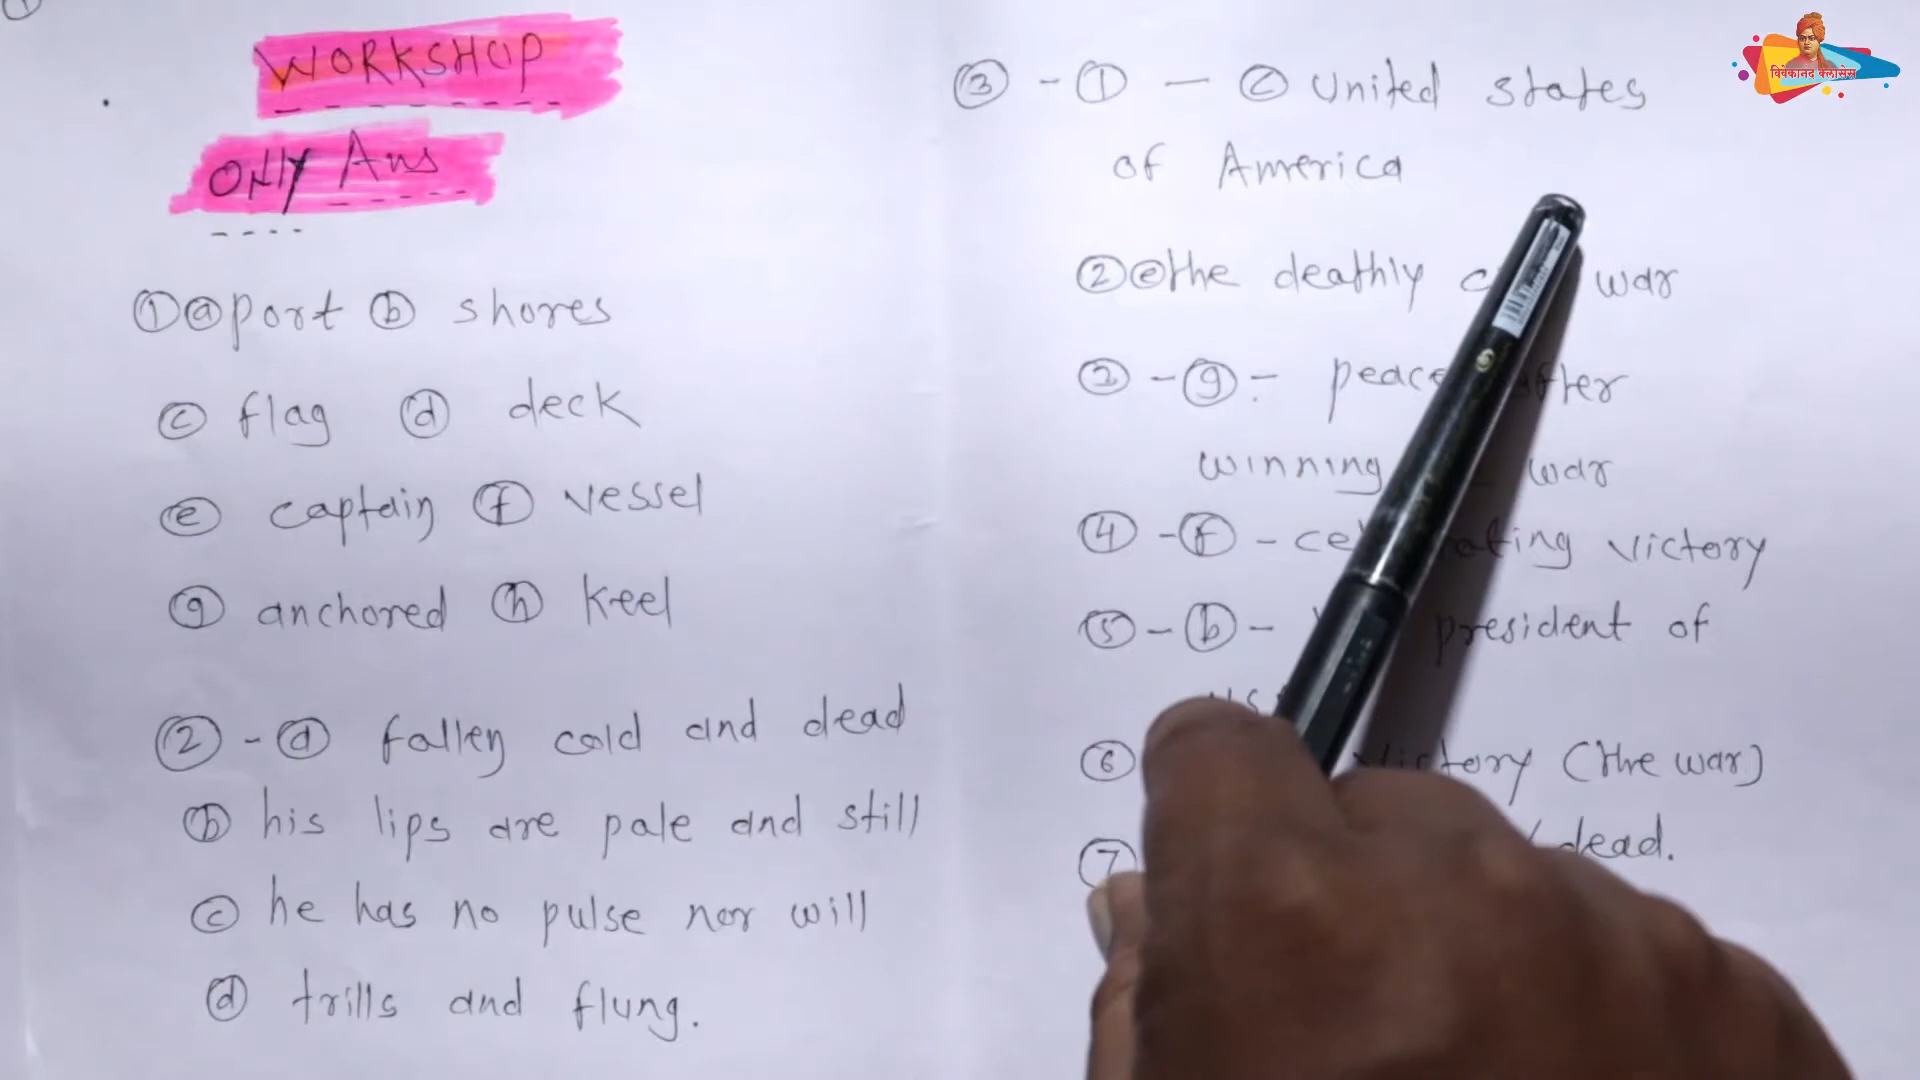 WORKSHOP
ONLY Ans
① ⓐ port ⓑ shores
ⓒ flag ⓓ deck
ⓔ captain ⓕ vessel
ⓖ anchored ⓗ keel
② - ⓐ fallen cold and dead
ⓑ his lips are pale and still
ⓒ he has no pulse nor will
ⓓ trills and flung.
③ - ① - ⓒ United states
of America
② ⓔ the deathly war
③ - ⓖ - peace after
winning war
④ - ⓕ - celebrating victory
⑤ - ⓑ - president of
⑥ victory (the war)
⑦ dead.
विवेकानंद क्लासेस